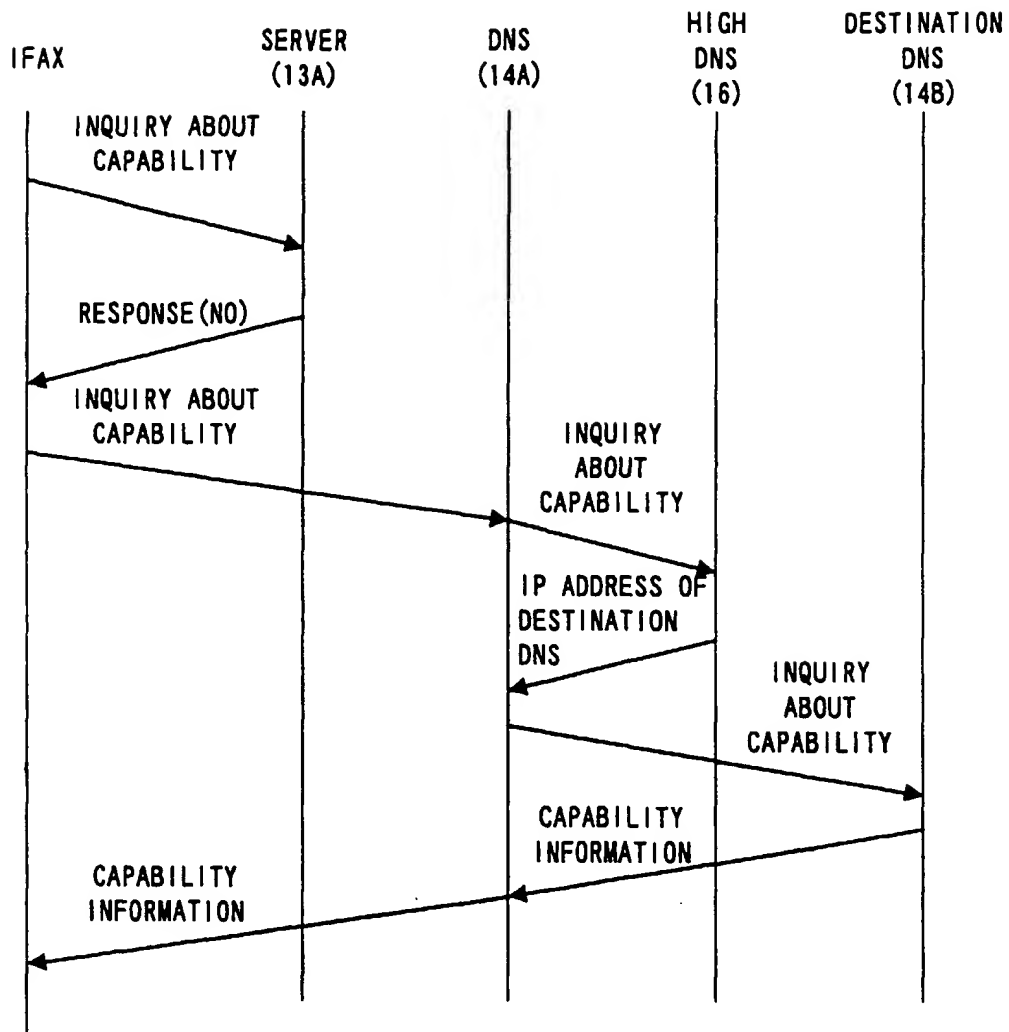 IFAX
SERVER
(13A)
DNS
(14A)
HIGH
DNS
(16)
DESTINATION
DNS
(14B)
INQUIRY ABOUT
CAPABILITY
RESPONSE(NO)
INQUIRY ABOUT
CAPABILITY
INQUIRY
ABOUT
CAPABILITY
IP ADDRESS OF
DESTINATION
DNS
INQUIRY
ABOUT
CAPABILITY
CAPABILITY
INFORMATION
CAPABILITY
INFORMATION